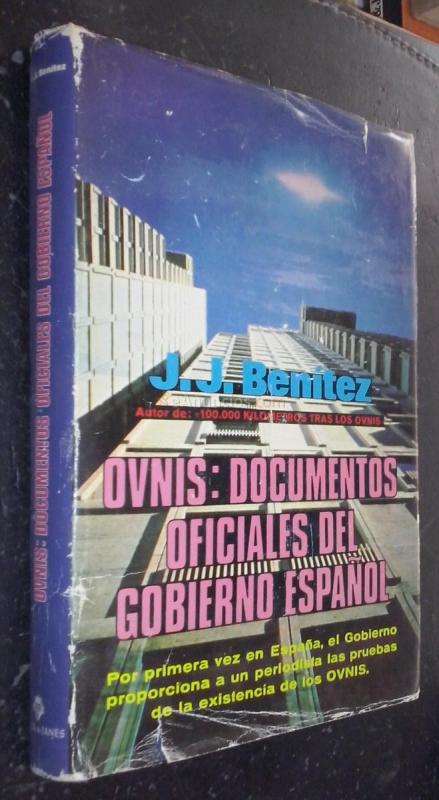 J.J. Benítez
OVNIS: DOCUMENTOS OFICIALES DEL GOBIERNO ESPAÑOL
J.J. Benítez
Autor de: «100.000 KILOMETROS TRAS LOS OVNIS»
OVNIS: DOCUMENTOS
OFICIALES DEL
GOBIERNO ESPAÑOL
Por primera vez en España, el Gobierno
proporciona a un periodista las pruebas
de la existencia de los OVNIS.